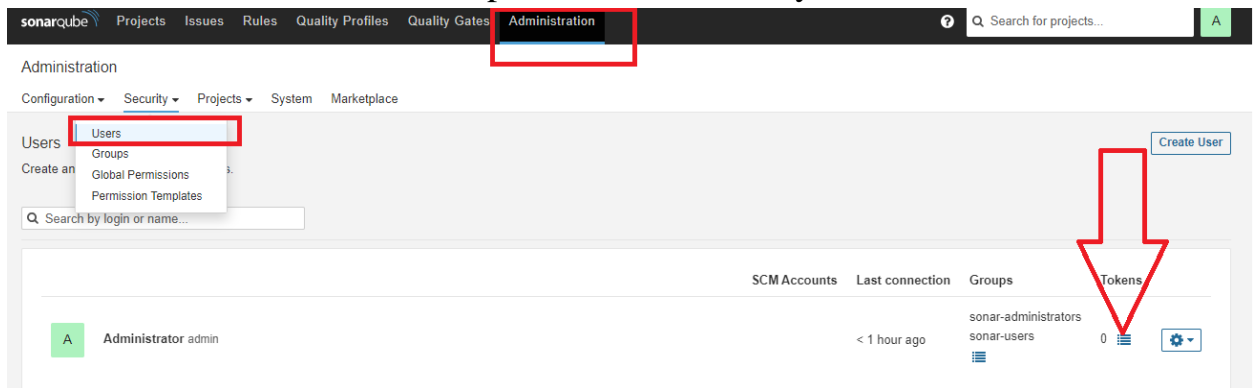 sonarqube Projects Issues Rules Quality Profiles Quality Gates Administration Search for projects... A
Administration
Configuration Security Projects System Marketplace
Users
Users Create User
Groups
Create an s.
Global Permissions
Permission Templates
Search by login or name...
SCM Accounts Last connection Groups Tokens
sonar-administrators
A Administrator admin < 1 hour ago sonar-users 0